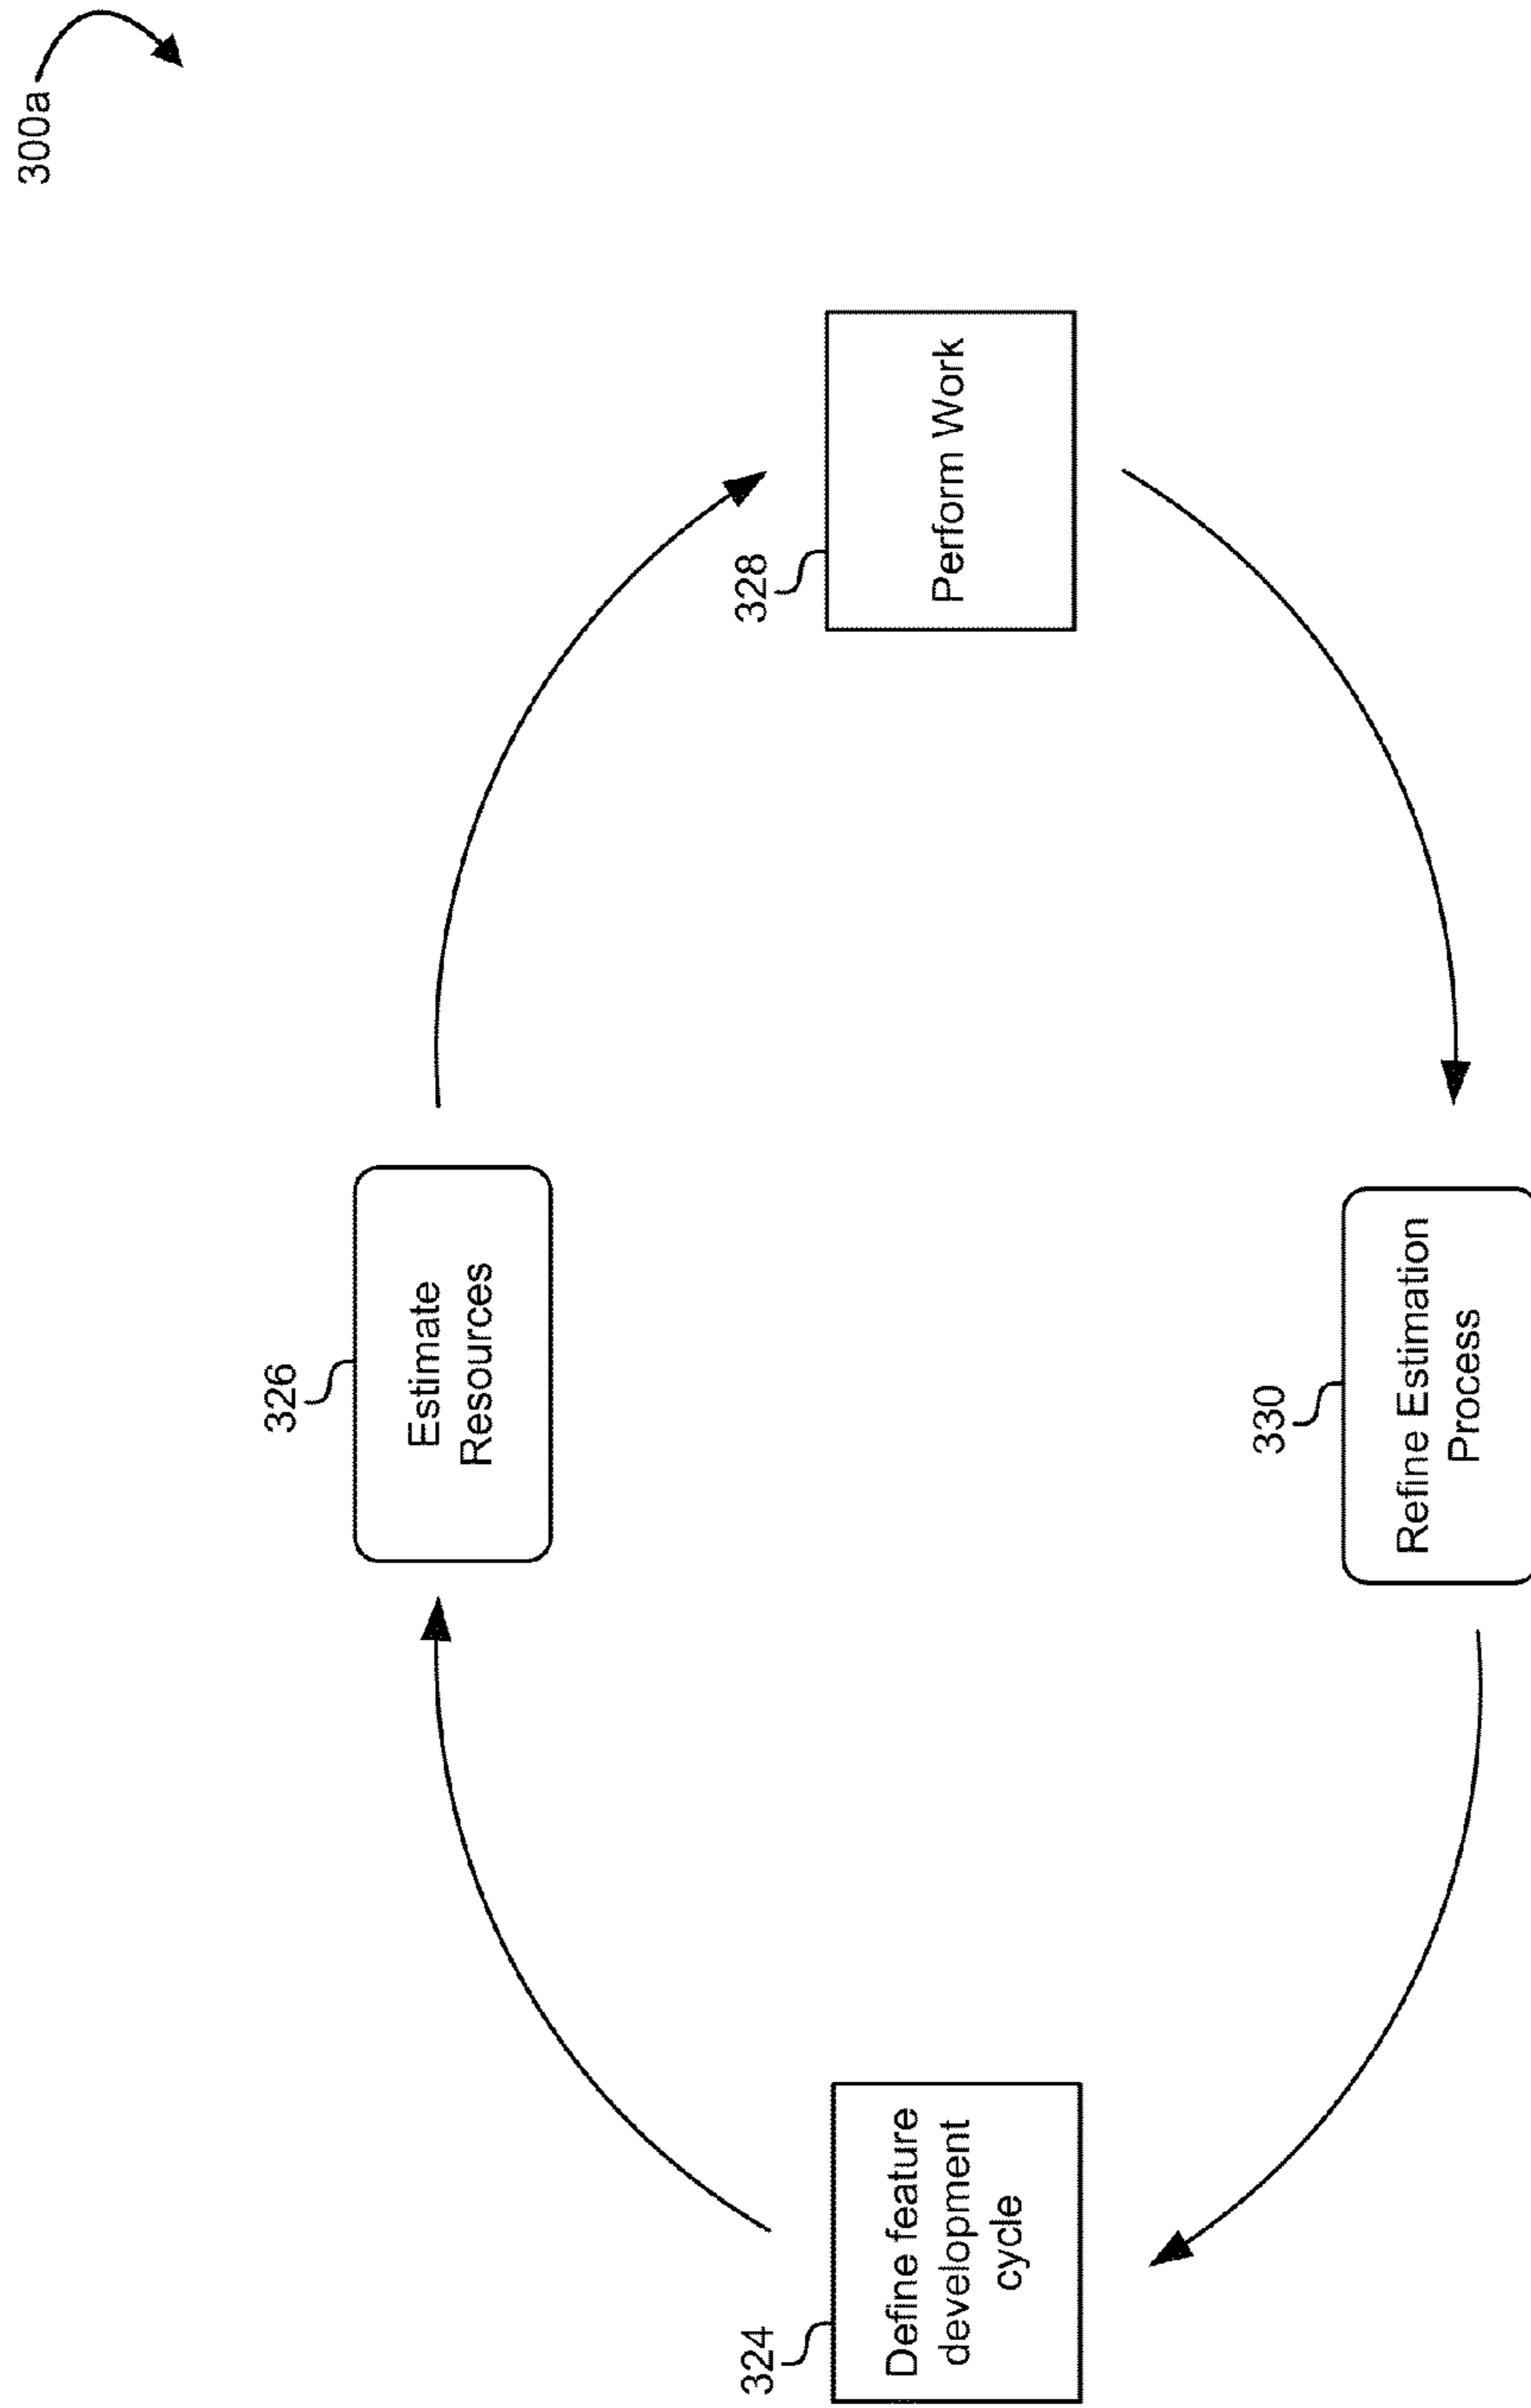 300a
326
Estimate
Resources
324
Define feature
development
cycle
328
Perform Work
330
Refine Estimation
Process